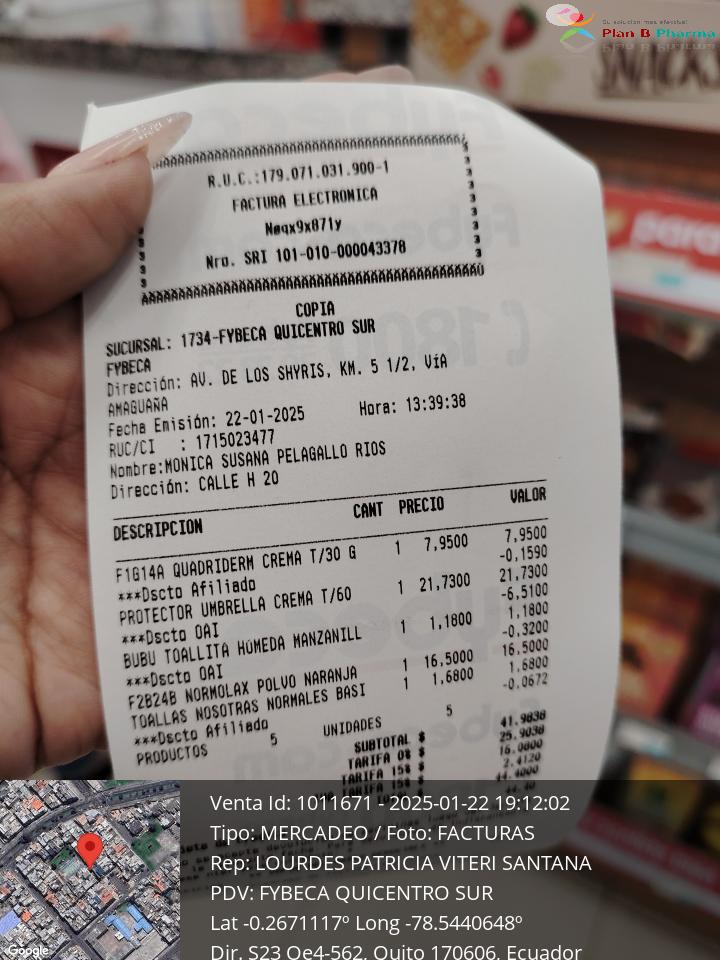 Su solución más efectiva!
Plan B Pharma
SNACKS
R.U.C.:179.071.031.900-1
FACTURA ELECTRONICA
Nøqx9x871y
Nro. SRI 101-010-000043378
COPIA
SUCURSAL: 1734-FYBECA QUICENTRO SUR
FYBECA
Dirección: AV. DE LOS SHYRIS, KM. 5 1/2, VíA
AMAGUAÑA
Fecha Emisión: 22-01-2025 Hora: 13:39:38
RUC/CI : 1715023477
Nombre:MONICA SUSANA PELAGALLO RIOS
Dirección: CALLE H 20
DESCRIPCION CANT PRECIO VALOR
F1G14A QUADRIDERM CREMA T/30 G 1 7,9500 7,9500
***Dscto Afiliado -0,1590
PROTECTOR UMBRELLA CREMA T/60 1 21,7300 21,7300
***Dscto OAI -6,5100
BUBU TOALLITA HÚMEDA MANZANILL 1 1,1800 1,1800
***Dscto OAI -0,3200
F2B24B NORMOLAX POLVO NARANJA 1 16,5000 16,5000
TOALLAS NOSOTRAS NORMALES BASI 1 1,6800 1,6800
***Dscto Afiliado -0,0672
PRODUCTOS 5 UNIDADES 5
SUBTOTAL $ 41.9838
TARIFA 0% $ 25.9038
TARIFA 15% $ 16.0800
TARIFA 15% $ 2.4120
Venta Id: 1011671 - 2025-01-22 19:12:02
Tipo: MERCADEO / Foto: FACTURAS
Rep: LOURDES PATRICIA VITERI SANTANA
PDV: FYBECA QUICENTRO SUR
Lat -0.2671117º Long -78.5440648º
Dir. S23 Oe4-562, Quito 170606, Ecuador
Google